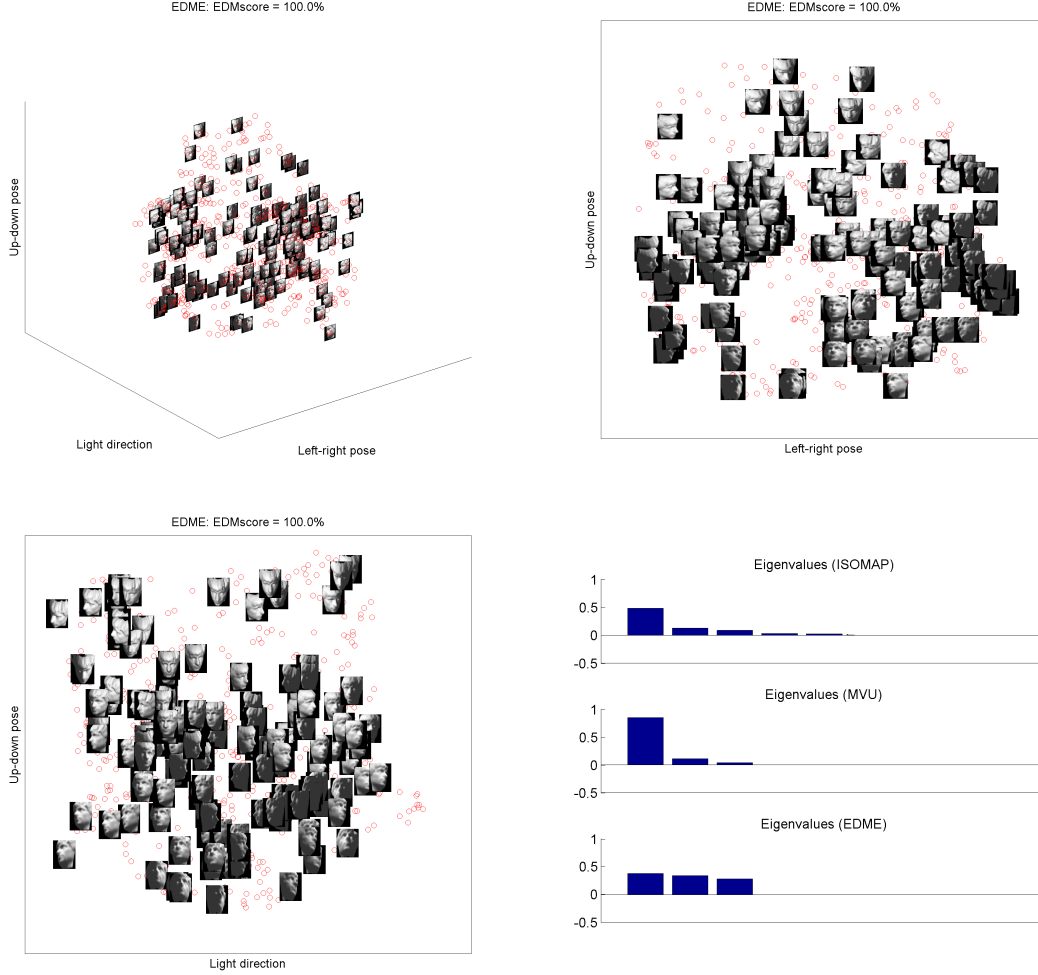 EDME: EDMscore = 100.0%
Up-down pose
Light direction
Left-right pose
EDME: EDMscore = 100.0%
Up-down pose
Left-right pose
EDME: EDMscore = 100.0%
Up-down pose
Light direction
Eigenvalues (ISOMAP)
1
0.5
0
-0.5
Eigenvalues (MVU)
1
0.5
0
-0.5
Eigenvalues (EDME)
1
0.5
0
-0.5